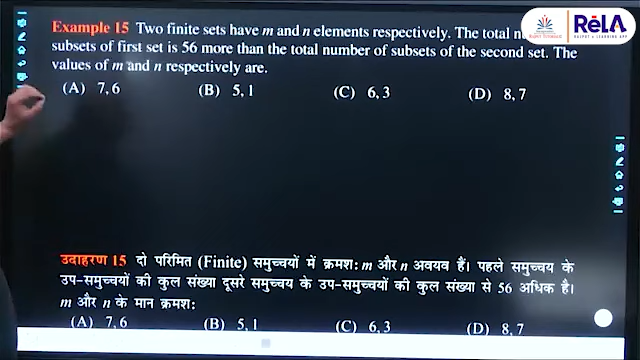 Example 15 Two finite sets have m and n elements respectively. The total
subsets of first set is 56 more than the total number of subsets of the second set. The
values of m and n respectively are.
(A) 7, 6 (B) 5, 1 (C) 6, 3 (D) 8, 7
उदाहरण 15 दो परिमित (Finite) समुच्चयों में क्रमश: m और n अवयव हैं। पहले समुच्चय के
उप-समुच्चयों की कुल संख्या दूसरे समुच्चय के उप-समुच्चयों की कुल संख्या से 56 अधिक है।
m और n के मान क्रमश:
(A) 7, 6 (B) 5, 1 (C) 6, 3 (D) 8, 7
RéLA